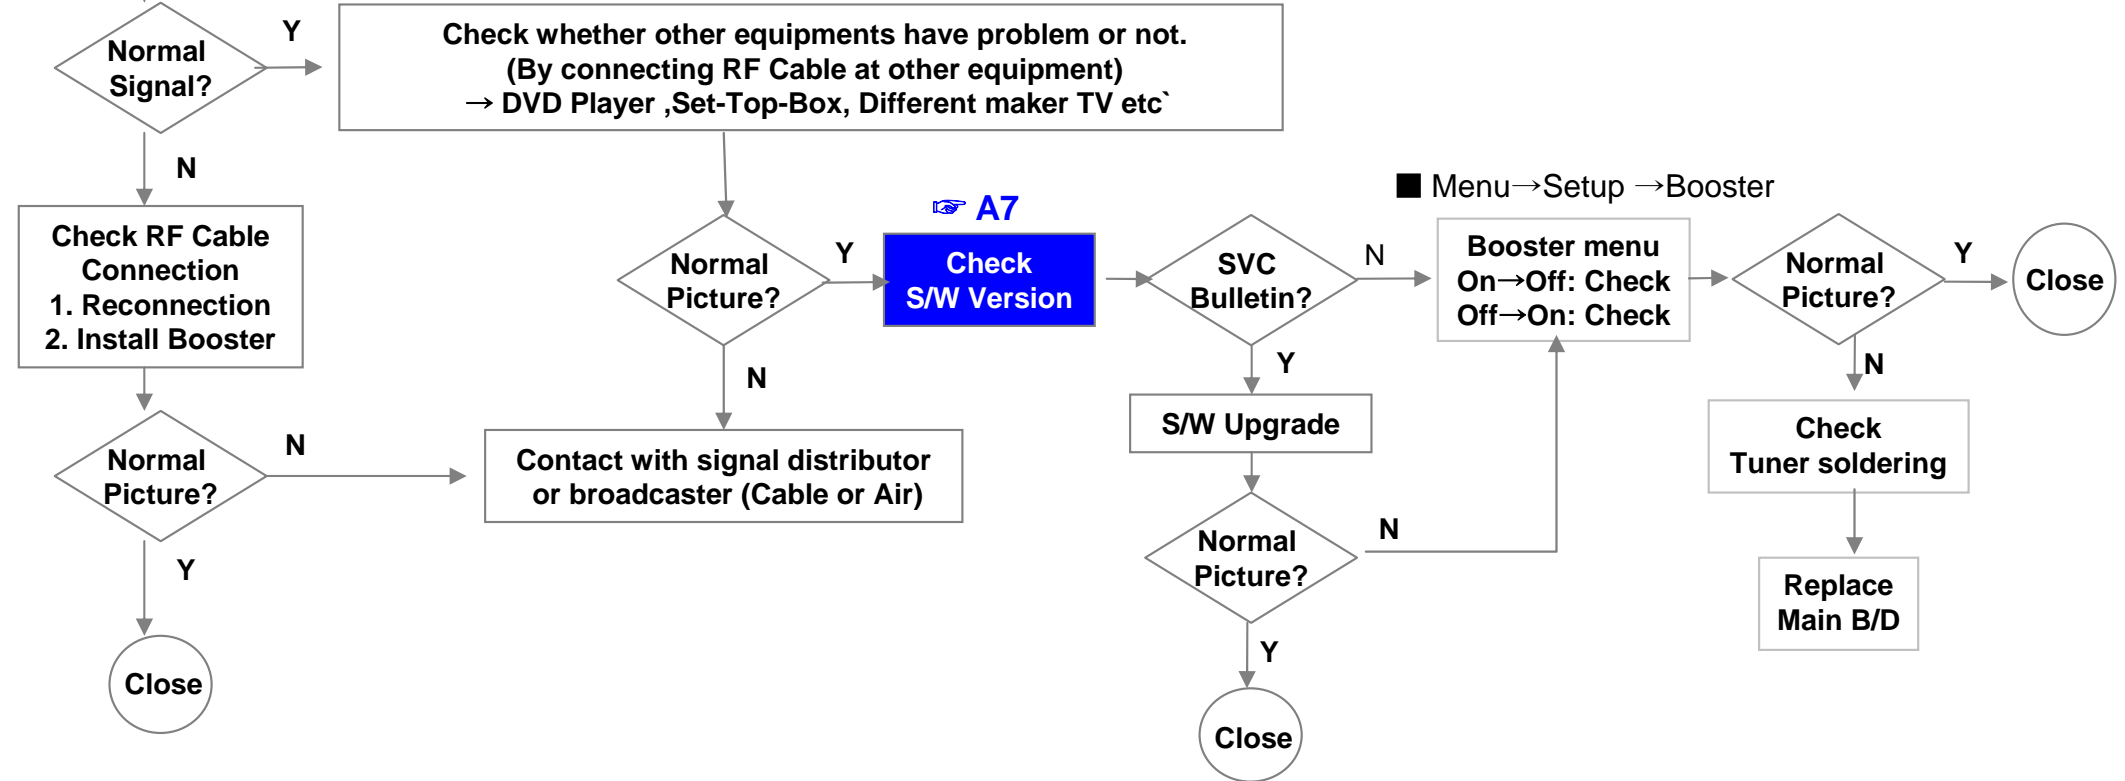 Normal
Signal?
Y
Check whether other equipments have problem or not.
(By connecting RF Cable at other equipment)
→ DVD Player ,Set-Top-Box, Different maker TV etc`
N
Check RF Cable
Connection
1. Reconnection
2. Install Booster
Normal
Picture?
N
Y
Close
Normal
Picture?
Y
N
Contact with signal distributor
or broadcaster (Cable or Air)
☞ A7
Check
S/W Version
SVC
Bulletin?
N
Y
S/W Upgrade
Normal
Picture?
N
Y
Close
■ Menu→Setup →Booster
Booster menu
On→Off: Check
Off→On: Check
Normal
Picture?
Y
Close
N
Check
Tuner soldering
Replace
Main B/D